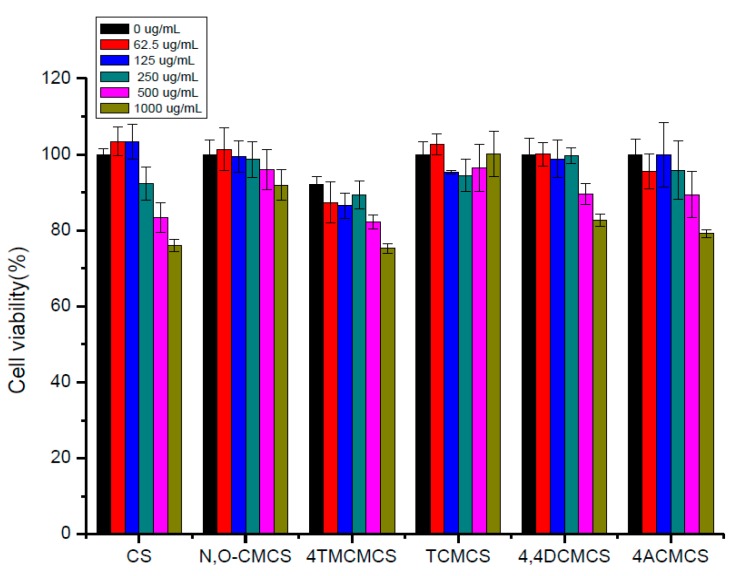 0 ug/mL
62.5 ug/mL
125 ug/mL
250 ug/mL
500 ug/mL
1000 ug/mL
120
100
80
60
40
20
0
Cell viability(%)
CS N,O-CMCS 4TMCMCS TCMCS 4,4DCMCS 4ACMCS